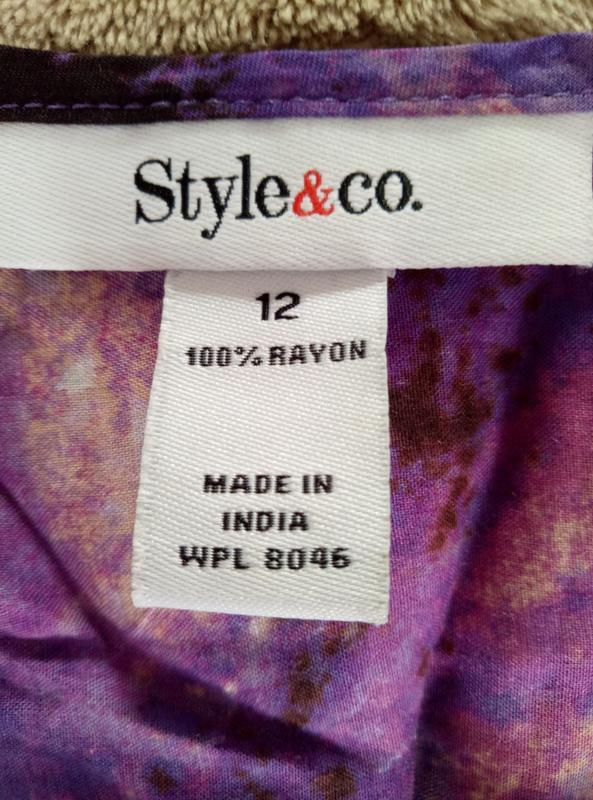 Style&co.
12
100% RAYON
MADE IN
INDIA
WPL 8046